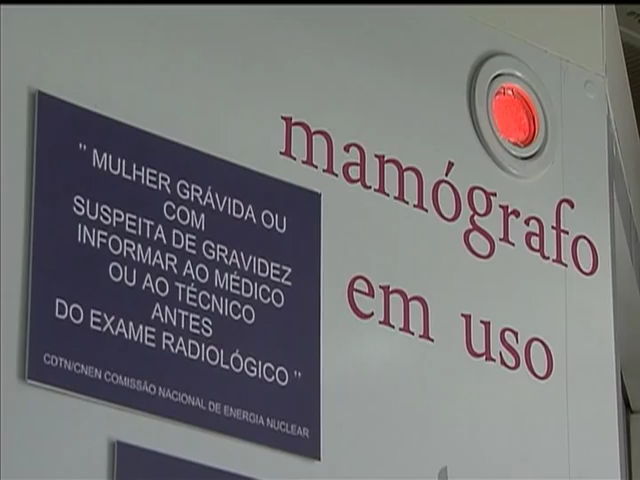 " MULHER GRÁVIDA OU
COM
SUSPEITA DE GRAVIDEZ
INFORMAR AO MÉDICO
OU AO TÉCNICO
ANTES
DO EXAME RADIOLÓGICO "
CDTN/CNEN COMISSÃO NACIONAL DE ENERGIA NUCLEAR
mamógrafo
em uso